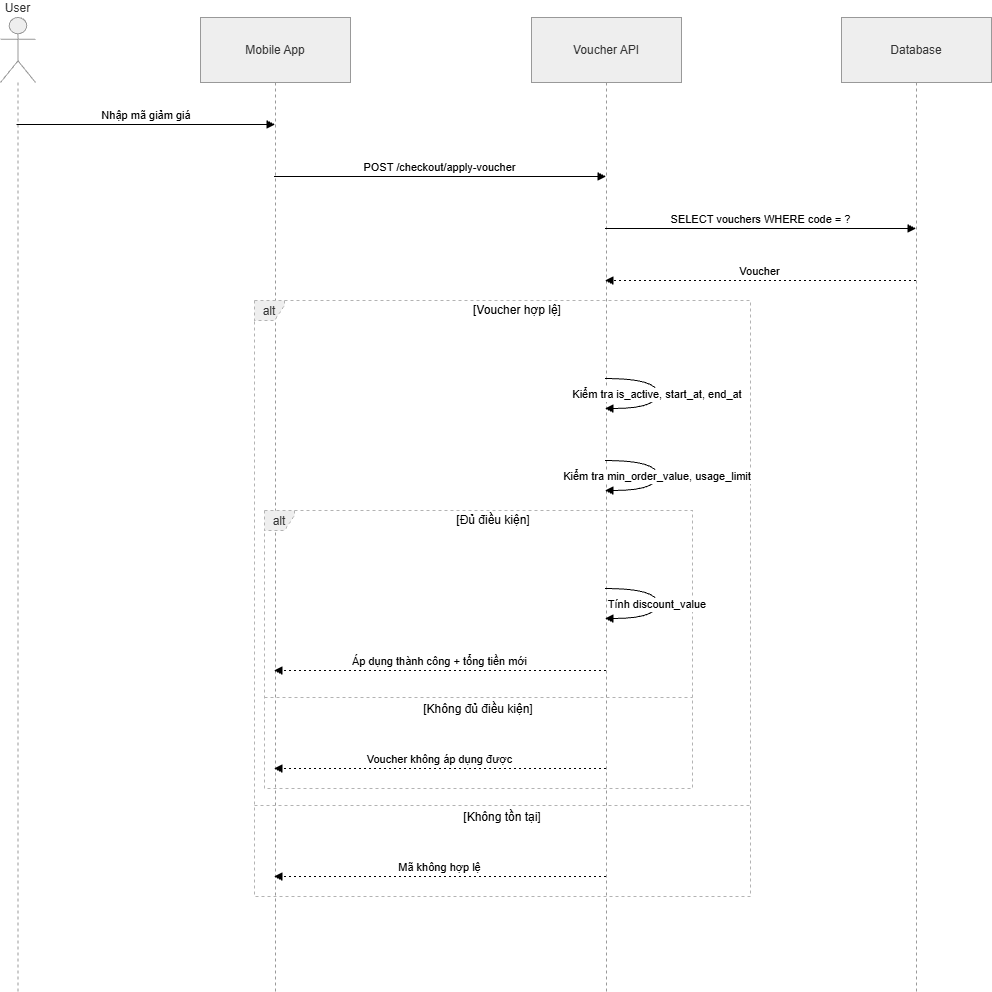 User
Mobile App
Voucher API
Database
Nhập mã giảm giá
POST /checkout/apply-voucher
SELECT vouchers WHERE code = ?
Voucher
alt
[Voucher hợp lệ]
Kiểm tra is_active, start_at, end_at
Kiểm tra min_order_value, usage_limit
alt
[Đủ điều kiện]
Tính discount_value
Áp dụng thành công + tổng tiền mới
[Không đủ điều kiện]
Voucher không áp dụng được
[Không tồn tại]
Mã không hợp lệ